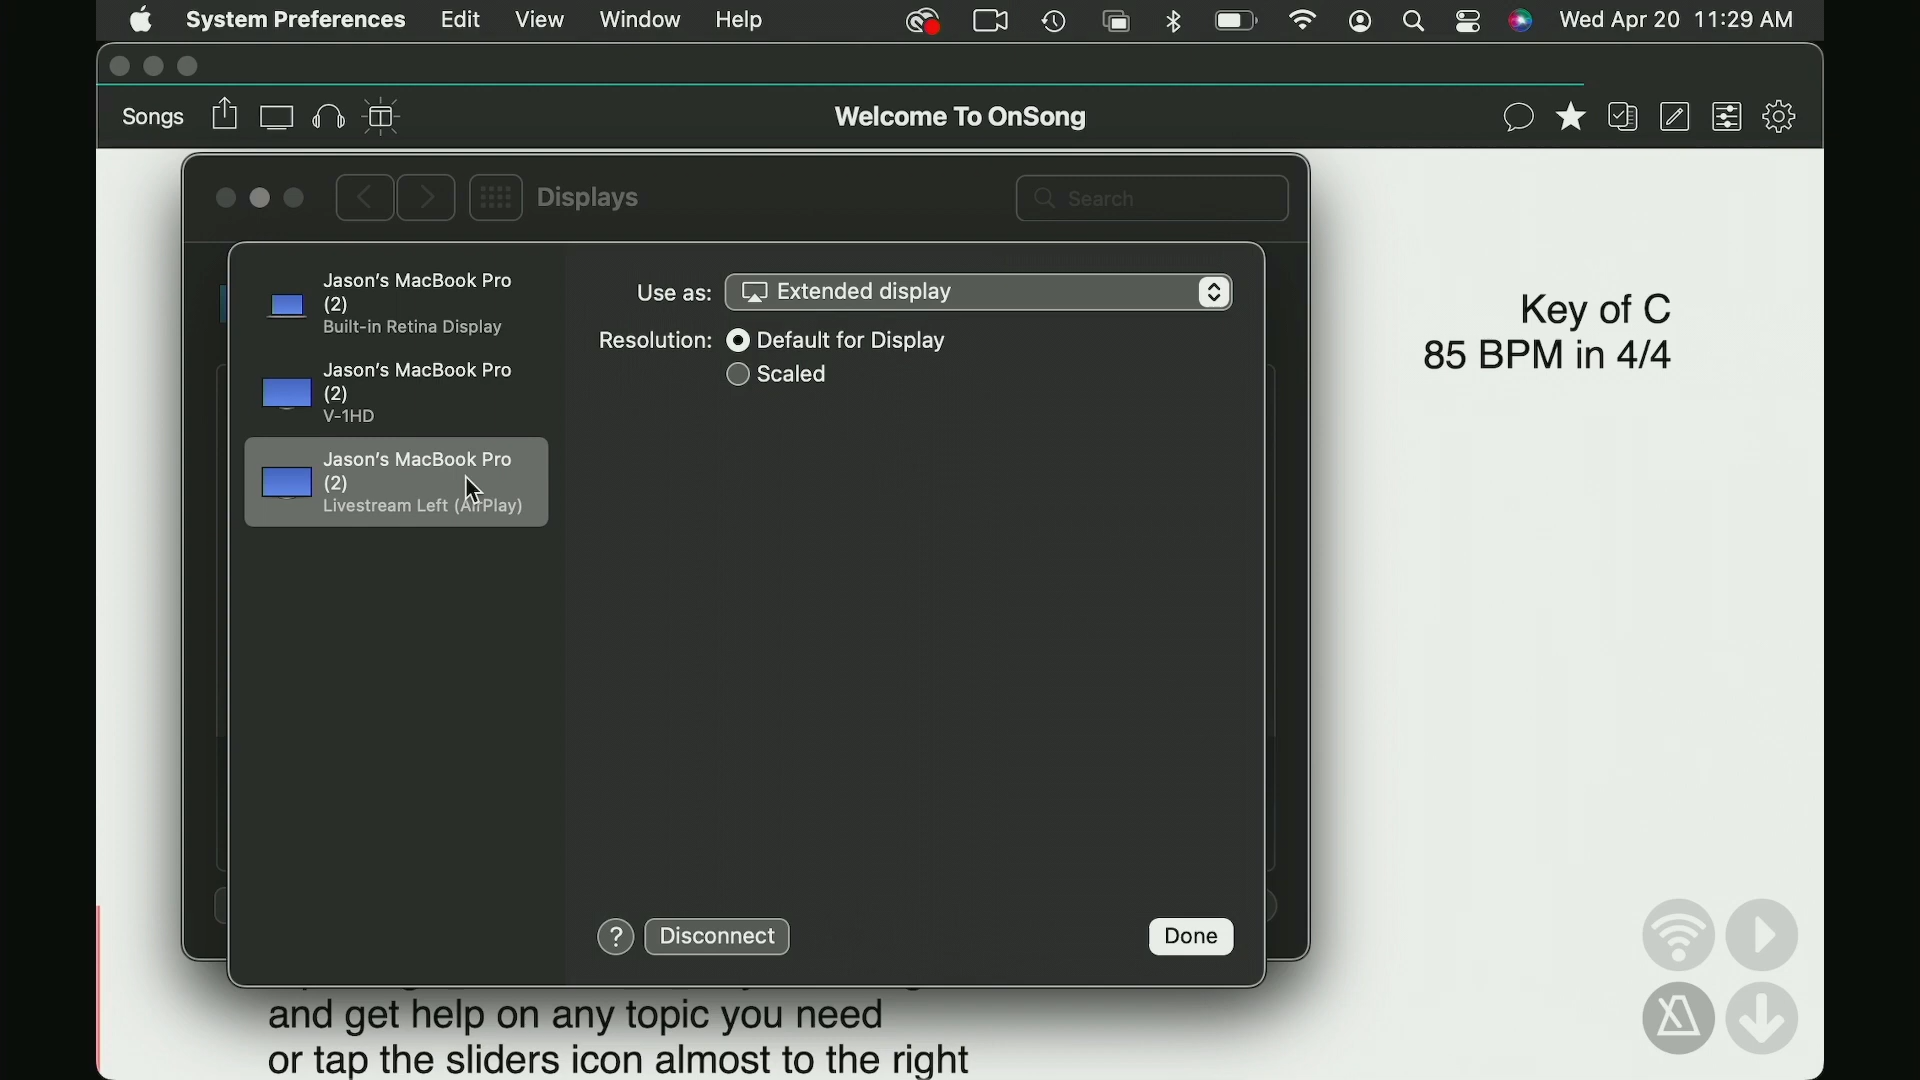 System Preferences Edit View Window Help Wed Apr 20 11:29 AM
Songs Welcome To OnSong
Displays Search
Jason's MacBook Pro
(2)
Built-in Retina Display
Jason's MacBook Pro
(2)
V-1HD
Jason's MacBook Pro
(2)
Livestream Left (AirPlay)
Use as: Extended display
Resolution: Default for Display
Scaled
? Disconnect Done
Key of C
85 BPM in 4/4
and get help on any topic you need
or tap the sliders icon almost to the right